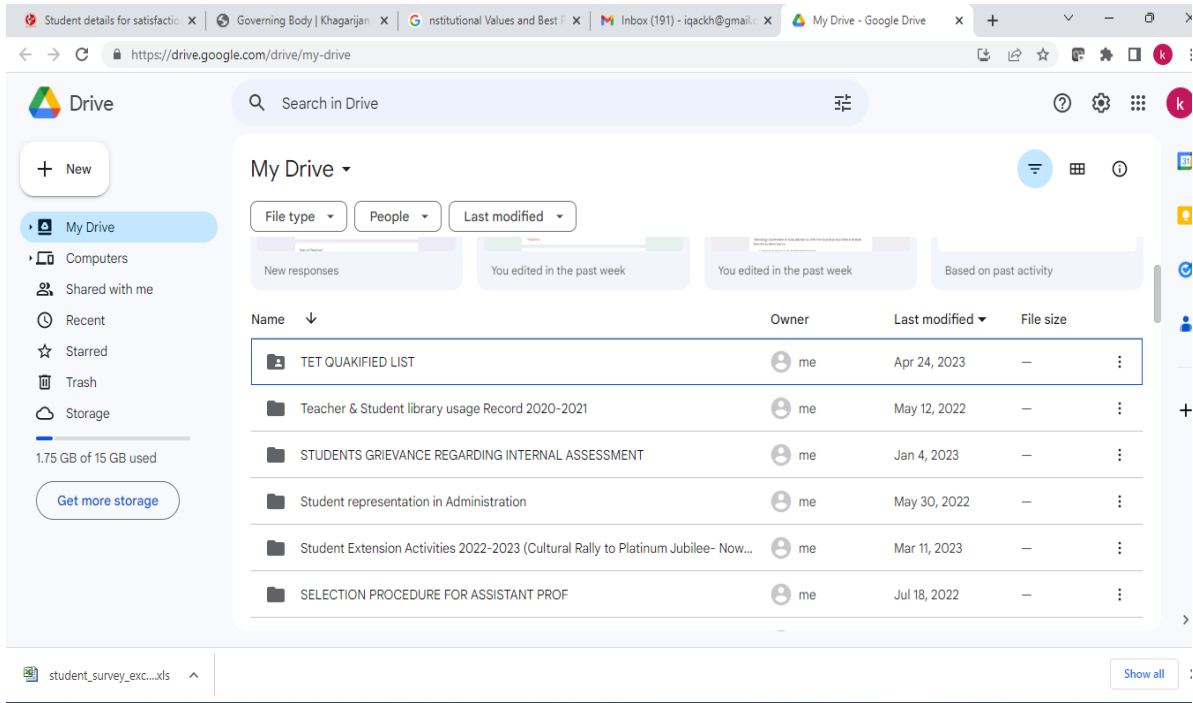 Student details for satisfactio
Governing Body | Khagarijan
nstitutional Values and Best P
Inbox (191) - iqackh@gmail.c
My Drive - Google Drive
https://drive.google.com/drive/my-drive
k
Drive
Search in Drive
k
New
My Drive
31
File type
People
Last modified
My Drive
Computers
Shared with me
Recent
Starred
Trash
Storage
1.75 GB of 15 GB used
Get more storage
New responses
You edited in the past week
You edited in the past week
Based on past activity
Name
Owner
Last modified
File size
TET QUAKIFIED LIST me Apr 24, 2023 —
Teacher & Student library usage Record 2020-2021 me May 12, 2022 —
STUDENTS GRIEVANCE REGARDING INTERNAL ASSESSMENT me Jan 4, 2023 —
Student representation in Administration me May 30, 2022 —
Student Extension Activities 2022-2023 (Cultural Rally to Platinum Jubilee- Now... me Mar 11, 2023 —
SELECTION PROCEDURE FOR ASSISTANT PROF me Jul 18, 2022 —
student_survey_exc....xls
Show all